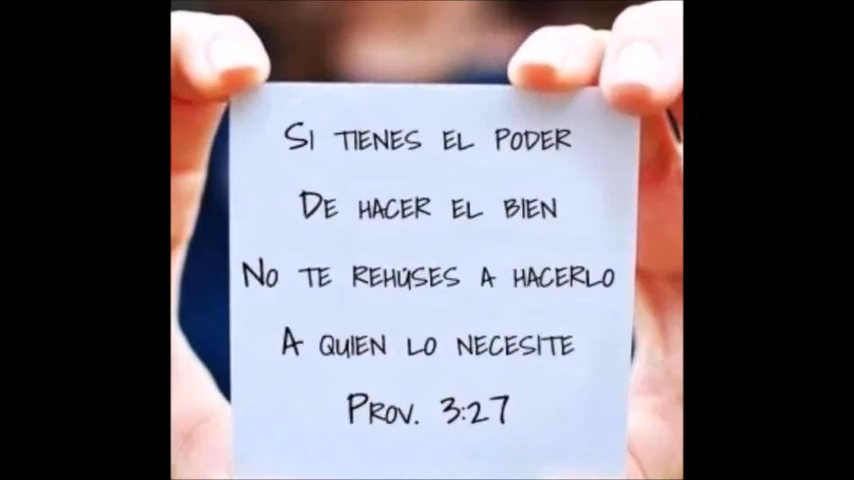 Si tienes el poder
De hacer el bien
No te rehúses a hacerlo
A quien lo necesite
Prov. 3:27